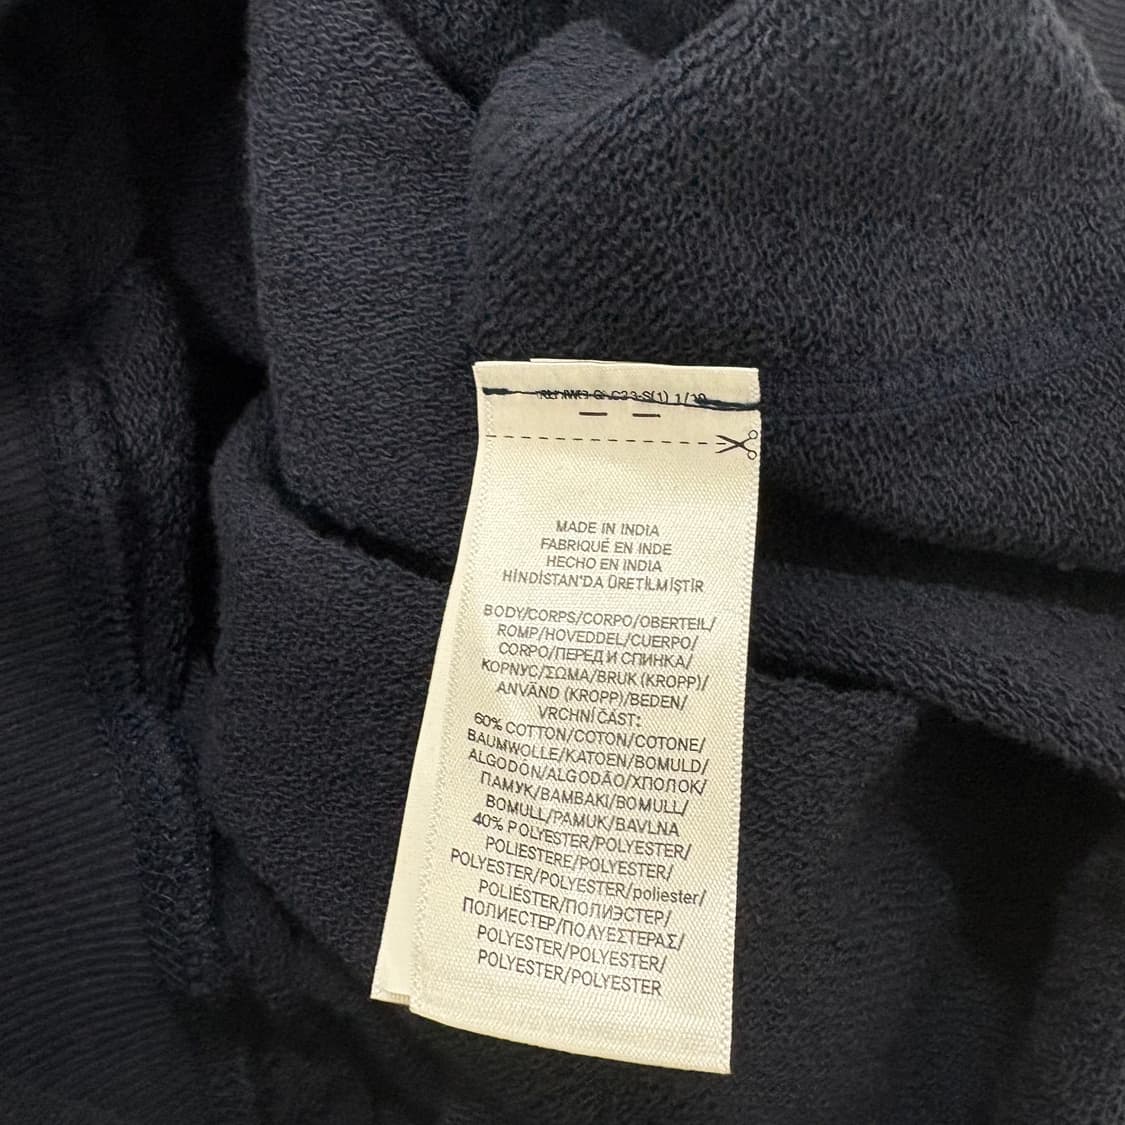 C23-S(1) 1/
MADE IN INDIA
FABRIQUÉ EN INDE
HECHO EN INDIA
HİNDİSTAN'DA ÜRETİLMİŞTİR
BODY/CORPS/CORPO/OBERTEIL/
ROMP/HOVEDDEL/CUERPO/
CORPO/ПЕРЕД И СПИНКА/
КОРПУС/ΣΩΜΑ/BRUK (KROPP)/
ANVÄND (KROPP)/BEDEN/
VRCHNÍ ČÁST:
60% COTTON/COTON/COTONE/
BAUMWOLLE/KATOEN/BOMULD/
ALGODÓN/ALGODÃO/ХЛОПОК/
ПАМУК/BAMBAKI/BOMULL/
BOMULL/PAMUK/BAVLNA
40% POLYESTER/POLYESTER/
POLIESTERE/POLYESTER/
POLYESTER/POLYESTER/poliester/
POLIÉSTER/ПОЛИЭСТЕР/
ПОЛИЕСТЕР/ΠΟΛΥΕΣΤΕΡΑΣ/
POLYESTER/POLYESTER/
POLYESTER/POLYESTER